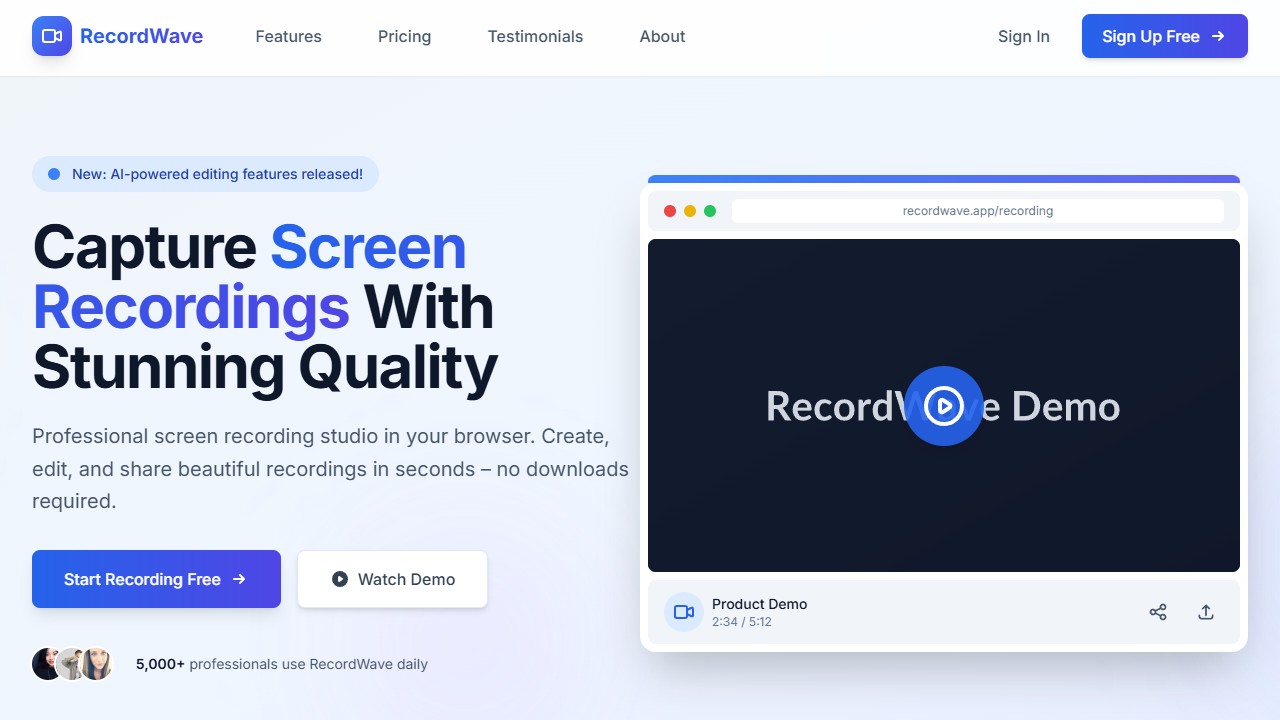 RecordWave
Features
Pricing
Testimonials
About
Sign In
Sign Up Free
New: AI-powered editing features released!
Capture Screen
Recordings With
Stunning Quality
Professional screen recording studio in your browser. Create,
edit, and share beautiful recordings in seconds – no downloads
required.
Start Recording Free
Watch Demo
5,000+ professionals use RecordWave daily
recordwave.app/recording
RecordWave Demo
Product Demo
2:34 / 5:12